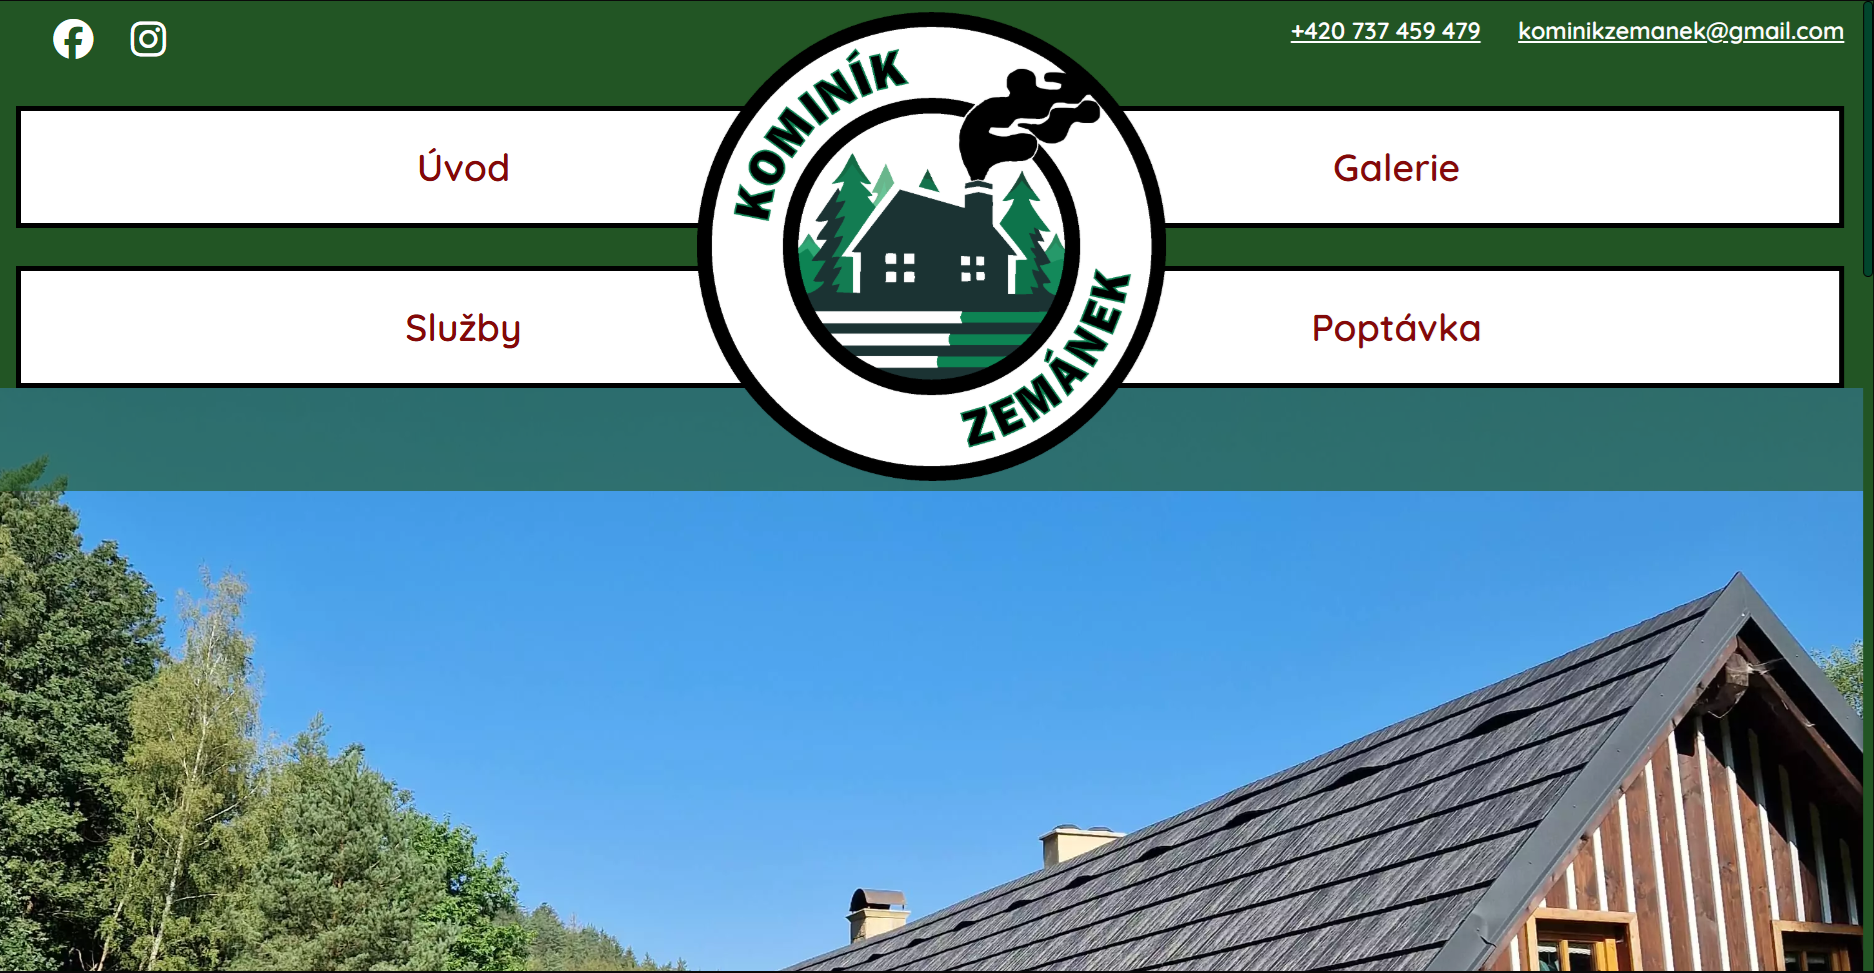 +420 737 459 479
kominikzemanek@gmail.com
KOMINÍK
ZEMÁNEK
Úvod
Galerie
Služby
Poptávka